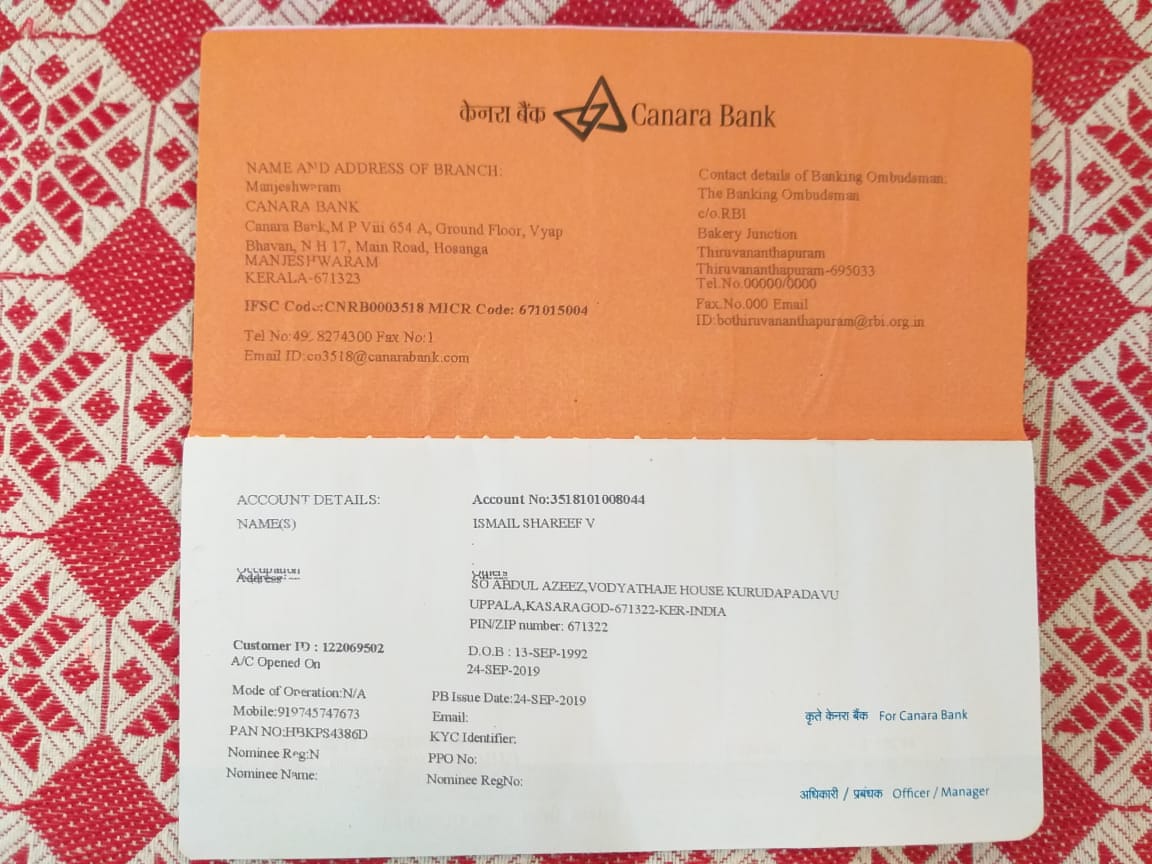 केनरा बैंक Canara Bank
NAME AND ADDRESS OF BRANCH:
Manjeshwaram
CANARA BANK
Canara Bank,M P Viii 654 A, Ground Floor, Vyap
Bhavan, N H 17, Main Road, Hosanga
MANJESHWARAM
KERALA-671323
IFSC Code:CNRB0003518 MICR Code: 671015004
Tel No: 8274300 Fax No:1
Email ID:cn3518@canarabank.com
Contact details of Banking Ombudsman:
The Banking Ombudsman
c/o.RBI
Bakery Junction
Thiruvananthapuram
Thiruvananthapuram-695033
Tel.No.00000/0000
Fax.No.000 Email
ID:bothiruvananthapuram@rbi.org.in
ACCOUNT DETAILS: Account No:3518101008044
NAME(S) ISMAIL SHAREEF V
Occupation
Address:
SO ABDUL AZEEZ,VODYATHAJE HOUSE KURUDAPADAVU
UPPALA,KASARAGOD-671322-KER-INDIA
PIN/ZIP number: 671322
Customer ID : 122069502 D.O.B : 13-SEP-1992
A/C Opened On 24-SEP-2019
Mode of Operation:N/A PB Issue Date:24-SEP-2019
Mobile:919745747673 Email:
PAN NO:HBKPS4386D KYC Identifier:
Nominee Reg:N PPO No:
Nominee Name: Nominee RegNo:
कृते केनरा बैंक For Canara Bank
अधिकारी / प्रबंधक Officer / Manager